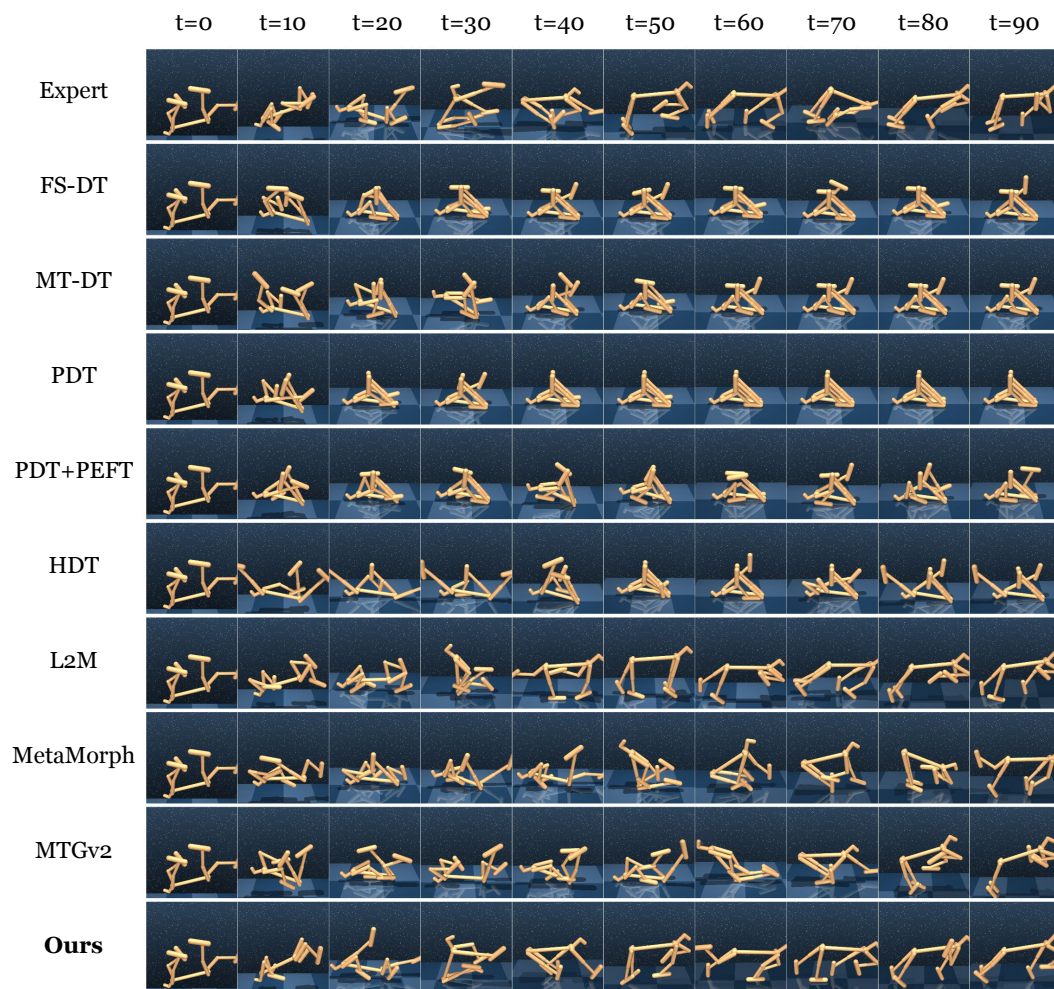 t=0 t=10 t=20 t=30 t=40 t=50 t=60 t=70 t=80 t=90
Expert
FS-DT
MT-DT
PDT
PDT+PEFT
HDT
L2M
MetaMorph
MTGv2
Ours